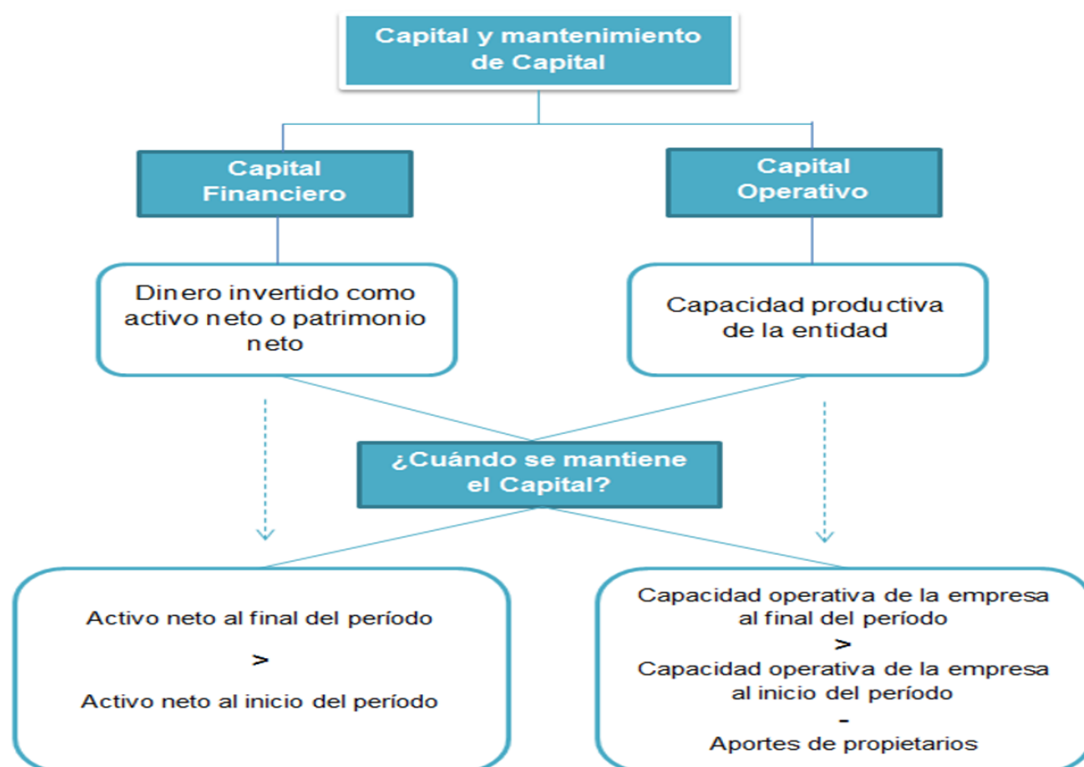 Capital y mantenimiento
de Capital
Capital
Financiero
Capital
Operativo
Dinero invertido como
activo neto o patrimonio
neto
Capacidad productiva
de la entidad
¿Cuándo se mantiene
el Capital?
Activo neto al final del período
>
Activo neto al inicio del período
Capacidad operativa de la empresa
al final del período
>
Capacidad operativa de la empresa
al inicio del período
-
Aportes de propietarios